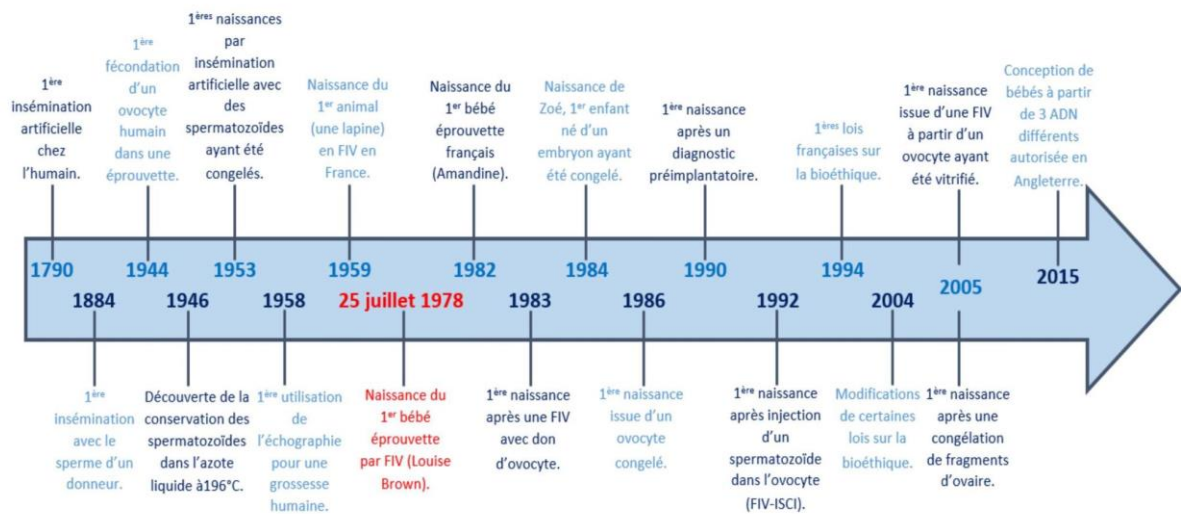 1ère
insémination
artificielle
chez
l'humain.
1ère
fécondation
d'un
ovocyte
humain
dans une
éprouvette.
1ères naissances
par
insémination
artificielle avec
des
spermatozoïdes
ayant été
congelés.
Naissance du
1er animal
(une lapine)
en FIV en
France.
Naissance du
1er bébé
éprouvette
français
(Amandine).
Naissance de
Zoé, 1er enfant
né d'un
embryon ayant
été congelé.
1ère naissance
après un
diagnostic
préimplantatoire.
1ères lois
françaises sur
la bioéthique.
1ère naissance
issue d'une FIV
à partir d'un
ovocyte ayant
été vitrifié.
Conception de
bébés à partir
de 3 ADN
différents
autorisée en
Angleterre.
1790
1944
1953
1959
1982
1984
1990
1994
2005
2015
1884
1946
1958
25 juillet 1978
1983
1986
1992
2004
1ère
insémination
avec le
sperme d'un
donneur.
Découverte de la
conservation des
spermatozoïdes
dans l'azote
liquide à196°C.
1ère utilisation
de
l'échographie
pour une
grossesse
humaine.
Naissance du
1er bébé
éprouvette
par FIV (Louise
Brown).
1ère naissance
après une FIV
avec don
d'ovocyte.
1ère naissance
issue d'un
ovocyte
congelé.
1ère naissance
après injection
d'un
spermatozoïde
dans l'ovocyte
(FIV-ISCI).
Modifications
de certaines
lois sur la
bioéthique.
1ère naissance
après une
congélation
de fragments
d'ovaire.